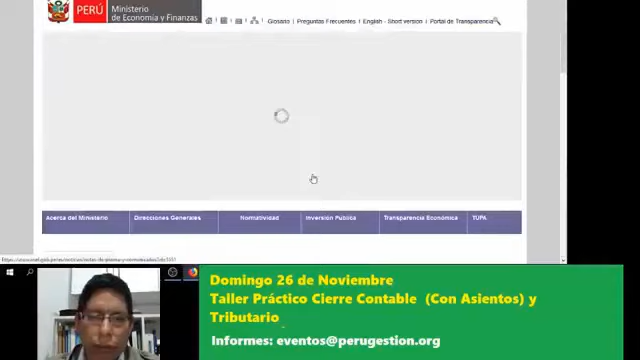 PERÚ
Ministerio
de Economía y Finanzas
Glosario | Preguntas Frecuentes | English - Short version | Portal de Transparencia
Acerca del Ministerio
Direcciones Generales
Normatividad
Inversión Pública
Transparencia Económica
TUPA
Domingo 26 de Noviembre
Taller Práctico Cierre Contable (Con Asientos) y
Tributario
Informes: eventos@perugestion.org